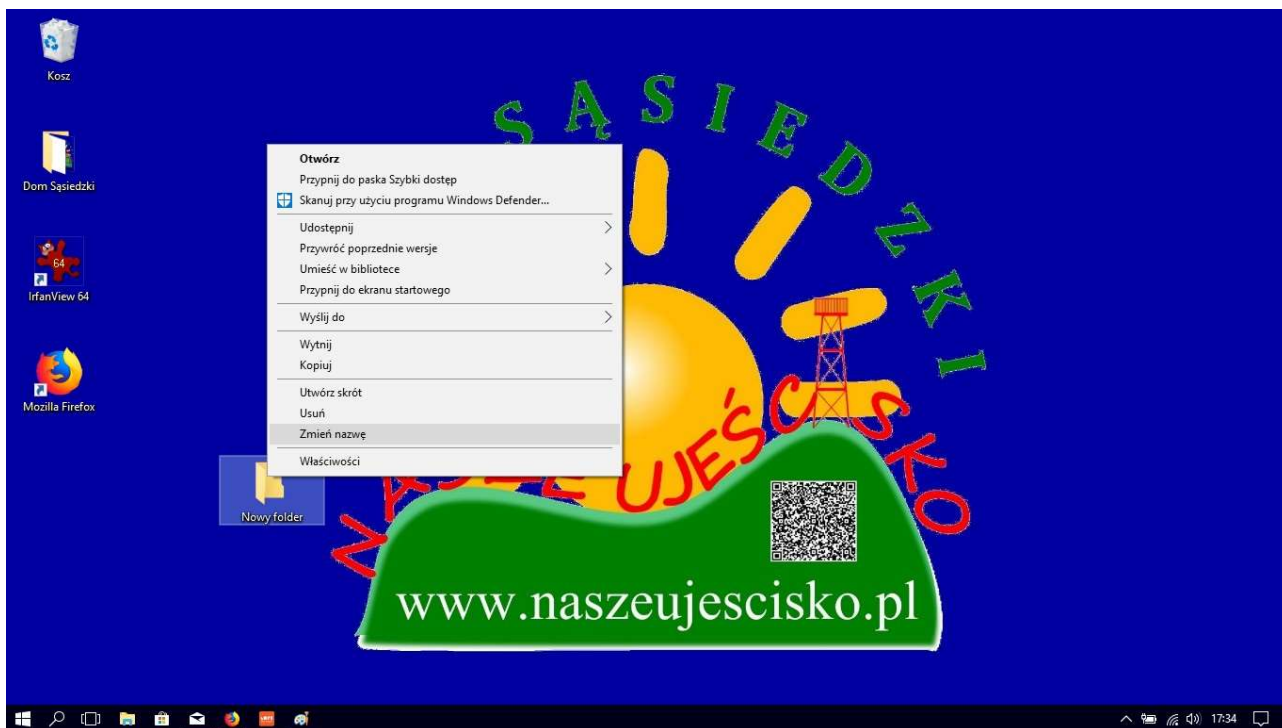 Kosz
Dom Sąsiedzki
64
IrfanView 64
Mozilla Firefox
Otwórz
Przypnij do paska Szybki dostęp
Skanuj przy użyciu programu Windows Defender...
Udostępnij
Przywróć poprzednie wersje
Umieść w bibliotece
Przypnij do ekranu startowego
Wyślij do
Wytnij
Kopiuj
Utwórz skrót
Usuń
Zmień nazwę
Właściwości
Nowy folder
SĄSIEDZKI
UJEŚCISKO
www.naszeujescisko.pl
17:34